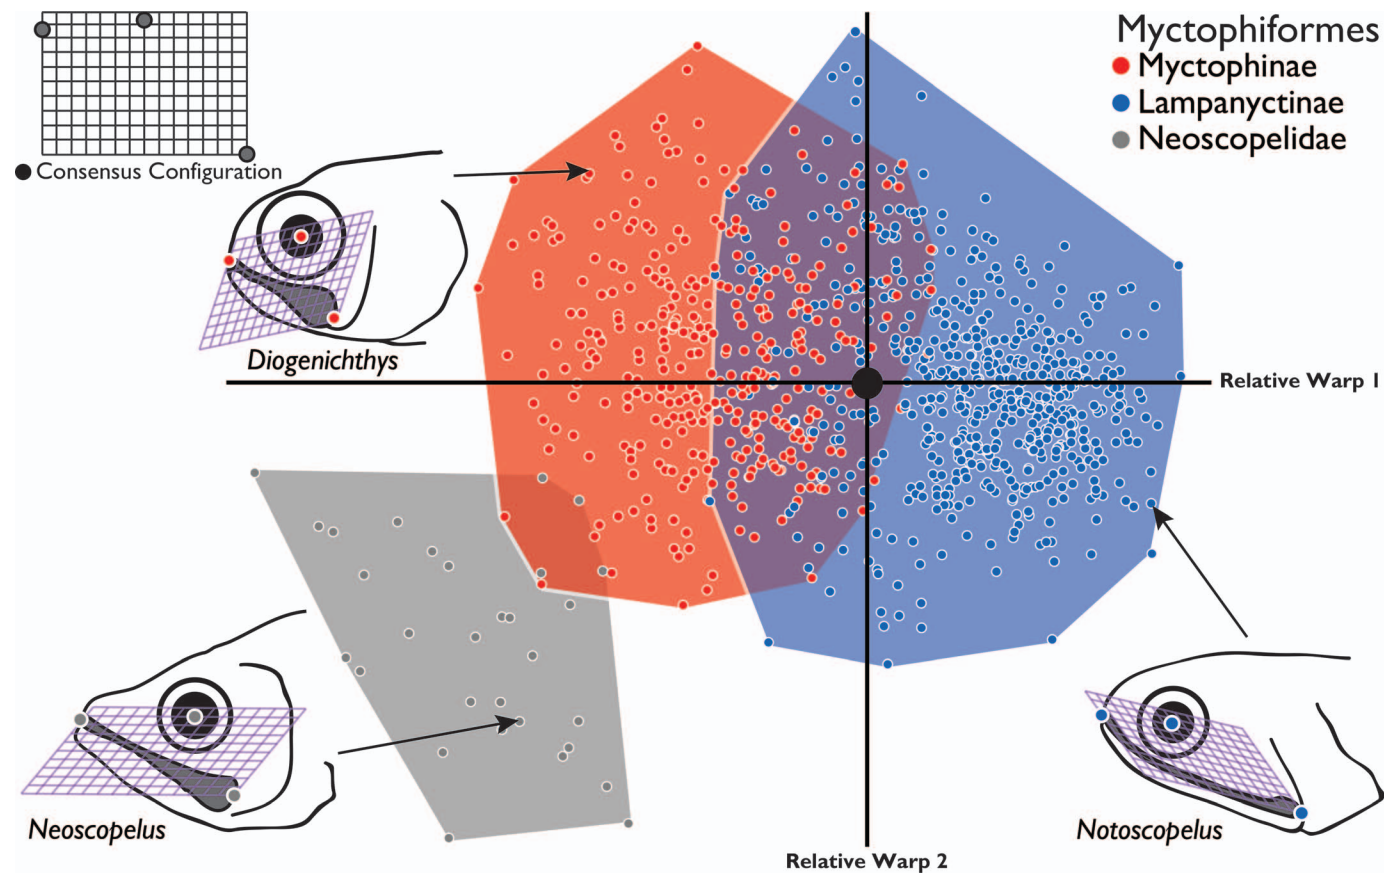 Myctophiformes
Myctophinae
Lampanyctinae
Neoscopelidae
Consensus Configuration
Diogenichthys
Relative Warp 1
Neoscopelus
Notoscopelus
Relative Warp 2